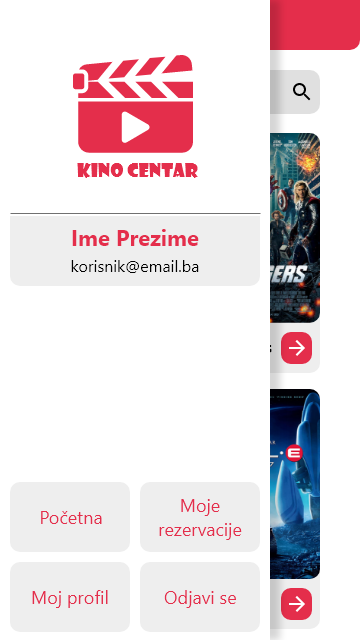 KINO CENTAR
Ime Prezime
korisnik@email.ba
Početna
Moje
rezervacije
Moj profil
Odjavi se